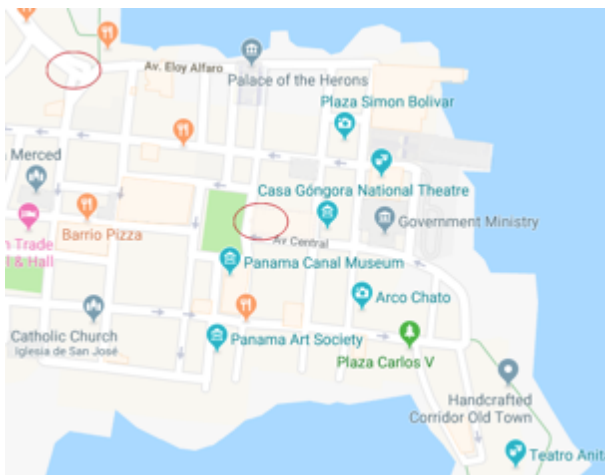 Av. Eloy Alfaro
Palace of the Herons
Plaza Simon Bolivar
Merced
Casa Góngora National Theatre
Barrio Pizza
Government Ministry
Trade
& Hall
Av Central
Panama Canal Museum
Arco Chato
Catholic Church
Iglesia de San José
Panama Art Society
Plaza Carlos V
Handcrafted
Corridor Old Town
Teatro Anit